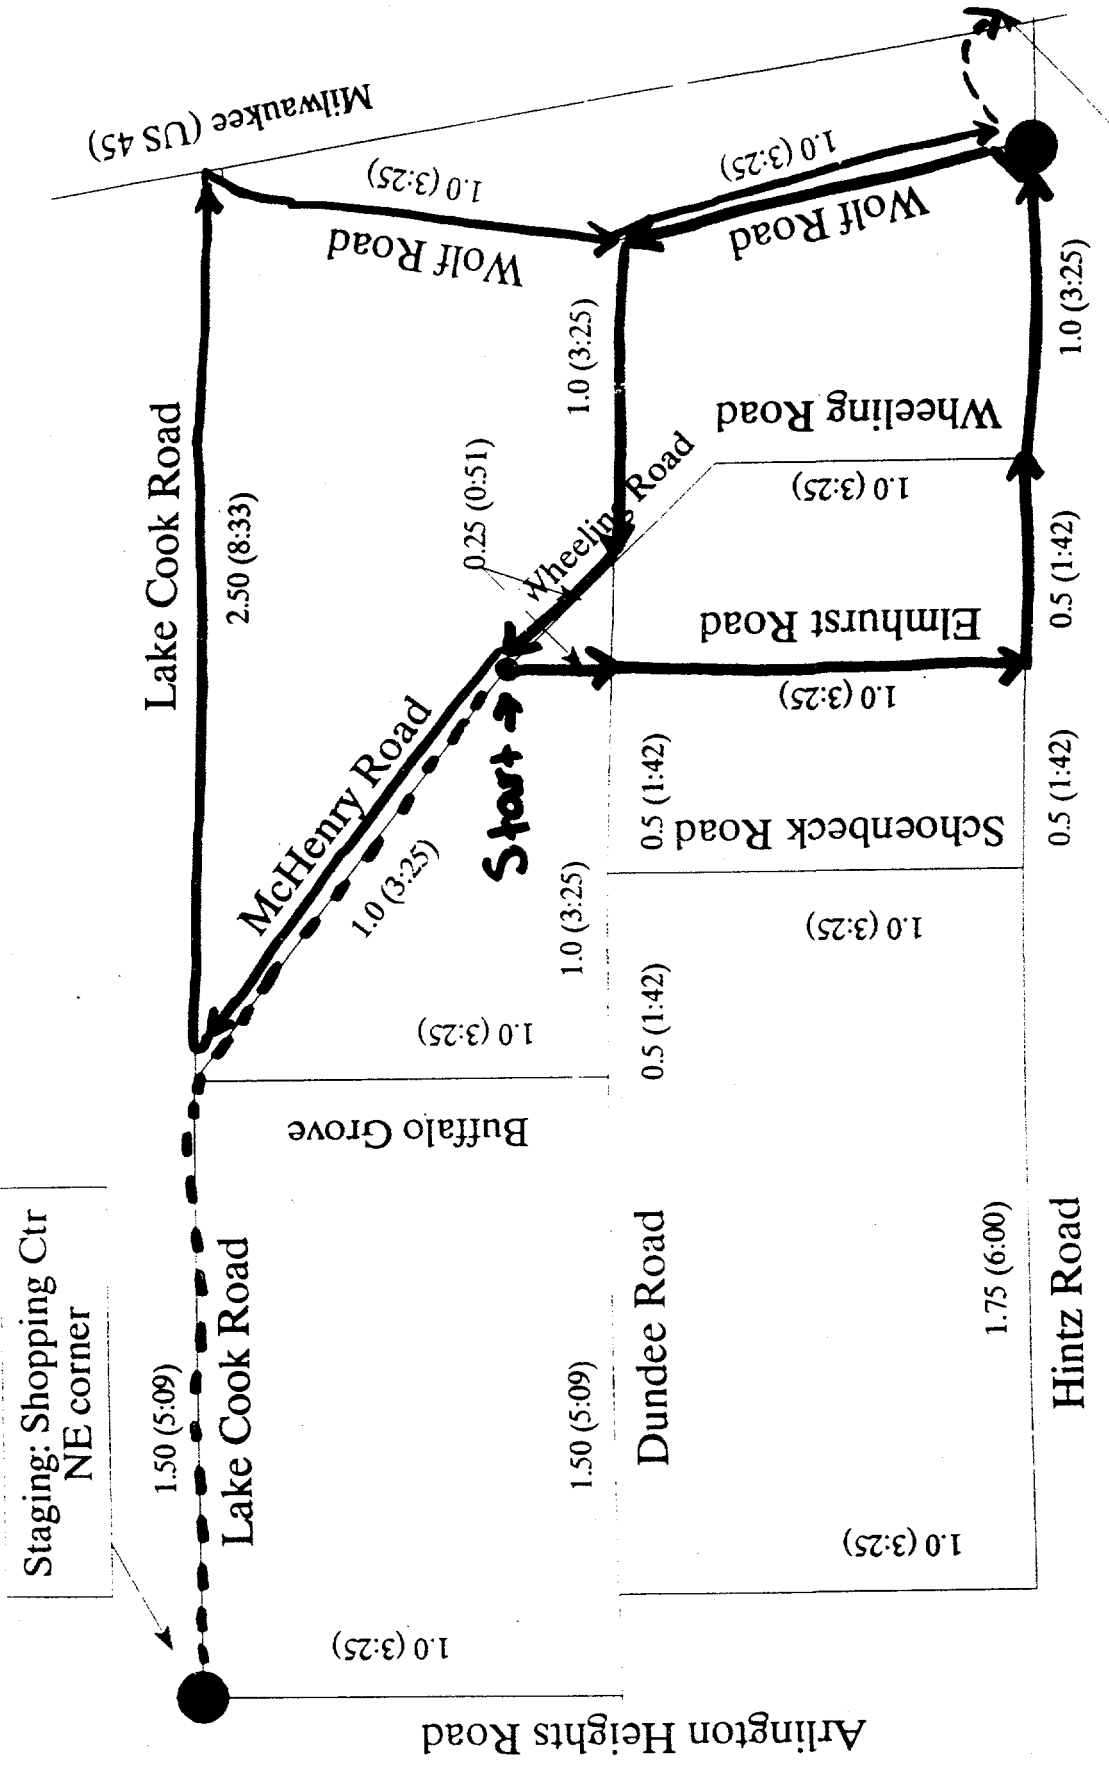 Staging: Shopping Ctr
NE corner
Lake Cook Road
2.50 (8:33)
Milwaukee (US 45)
1.50 (5:09)
Lake Cook Road
McHenry Road
1.0 (3:25)
Start
0.25 (0:51)
Wheeling Road
Wolf Road
1.0 (3:25)
1.0 (3:25)
Wolf Road
1.0 (3:25)
Buffalo Grove
1.0 (3:25)
1.0 (3:25)
1.0 (3:25)
Arlington Heights Road
1.50 (5:09)
Dundee Road
0.5 (1:42)
0.5 (1:42)
Schoenbeck Road
1.0 (3:25)
Elmhurst Road
1.0 (3:25)
Wheeling Road
1.0 (3:25)
1.0 (3:25)
1.75 (6:00)
Hintz Road
0.5 (1:42)
0.5 (1:42)
1.0 (3:25)